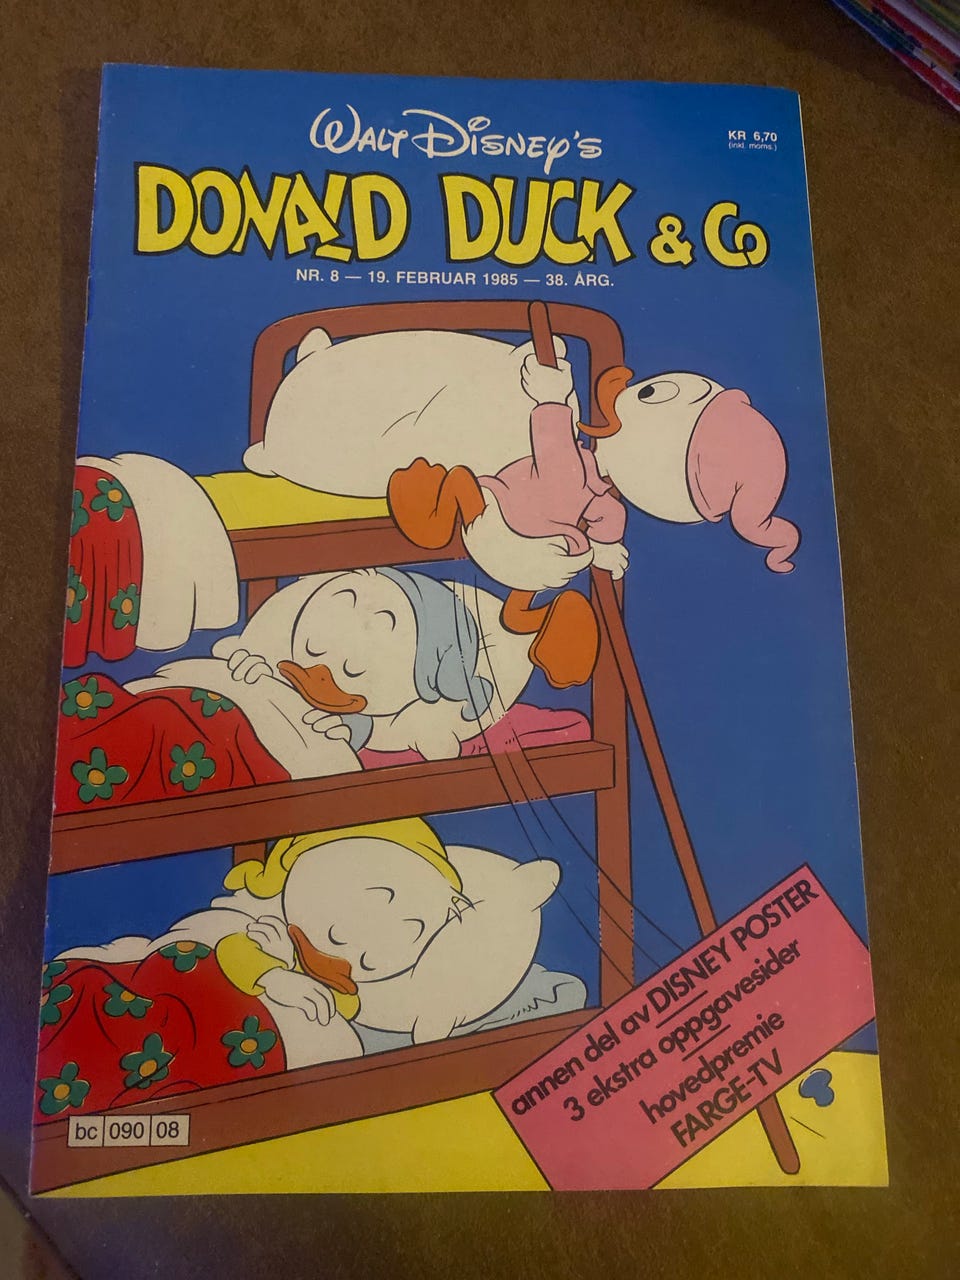 WALT DISNEY'S
KR 6,70
(inkl. moms.)
DONALD DUCK & Co
NR. 8 — 19. FEBRUAR 1985 — 38. ÅRG.
annen del av DISNEY POSTER
3 ekstra oppgavesider
hovedpremie
FARGE-TV
bc 090 08